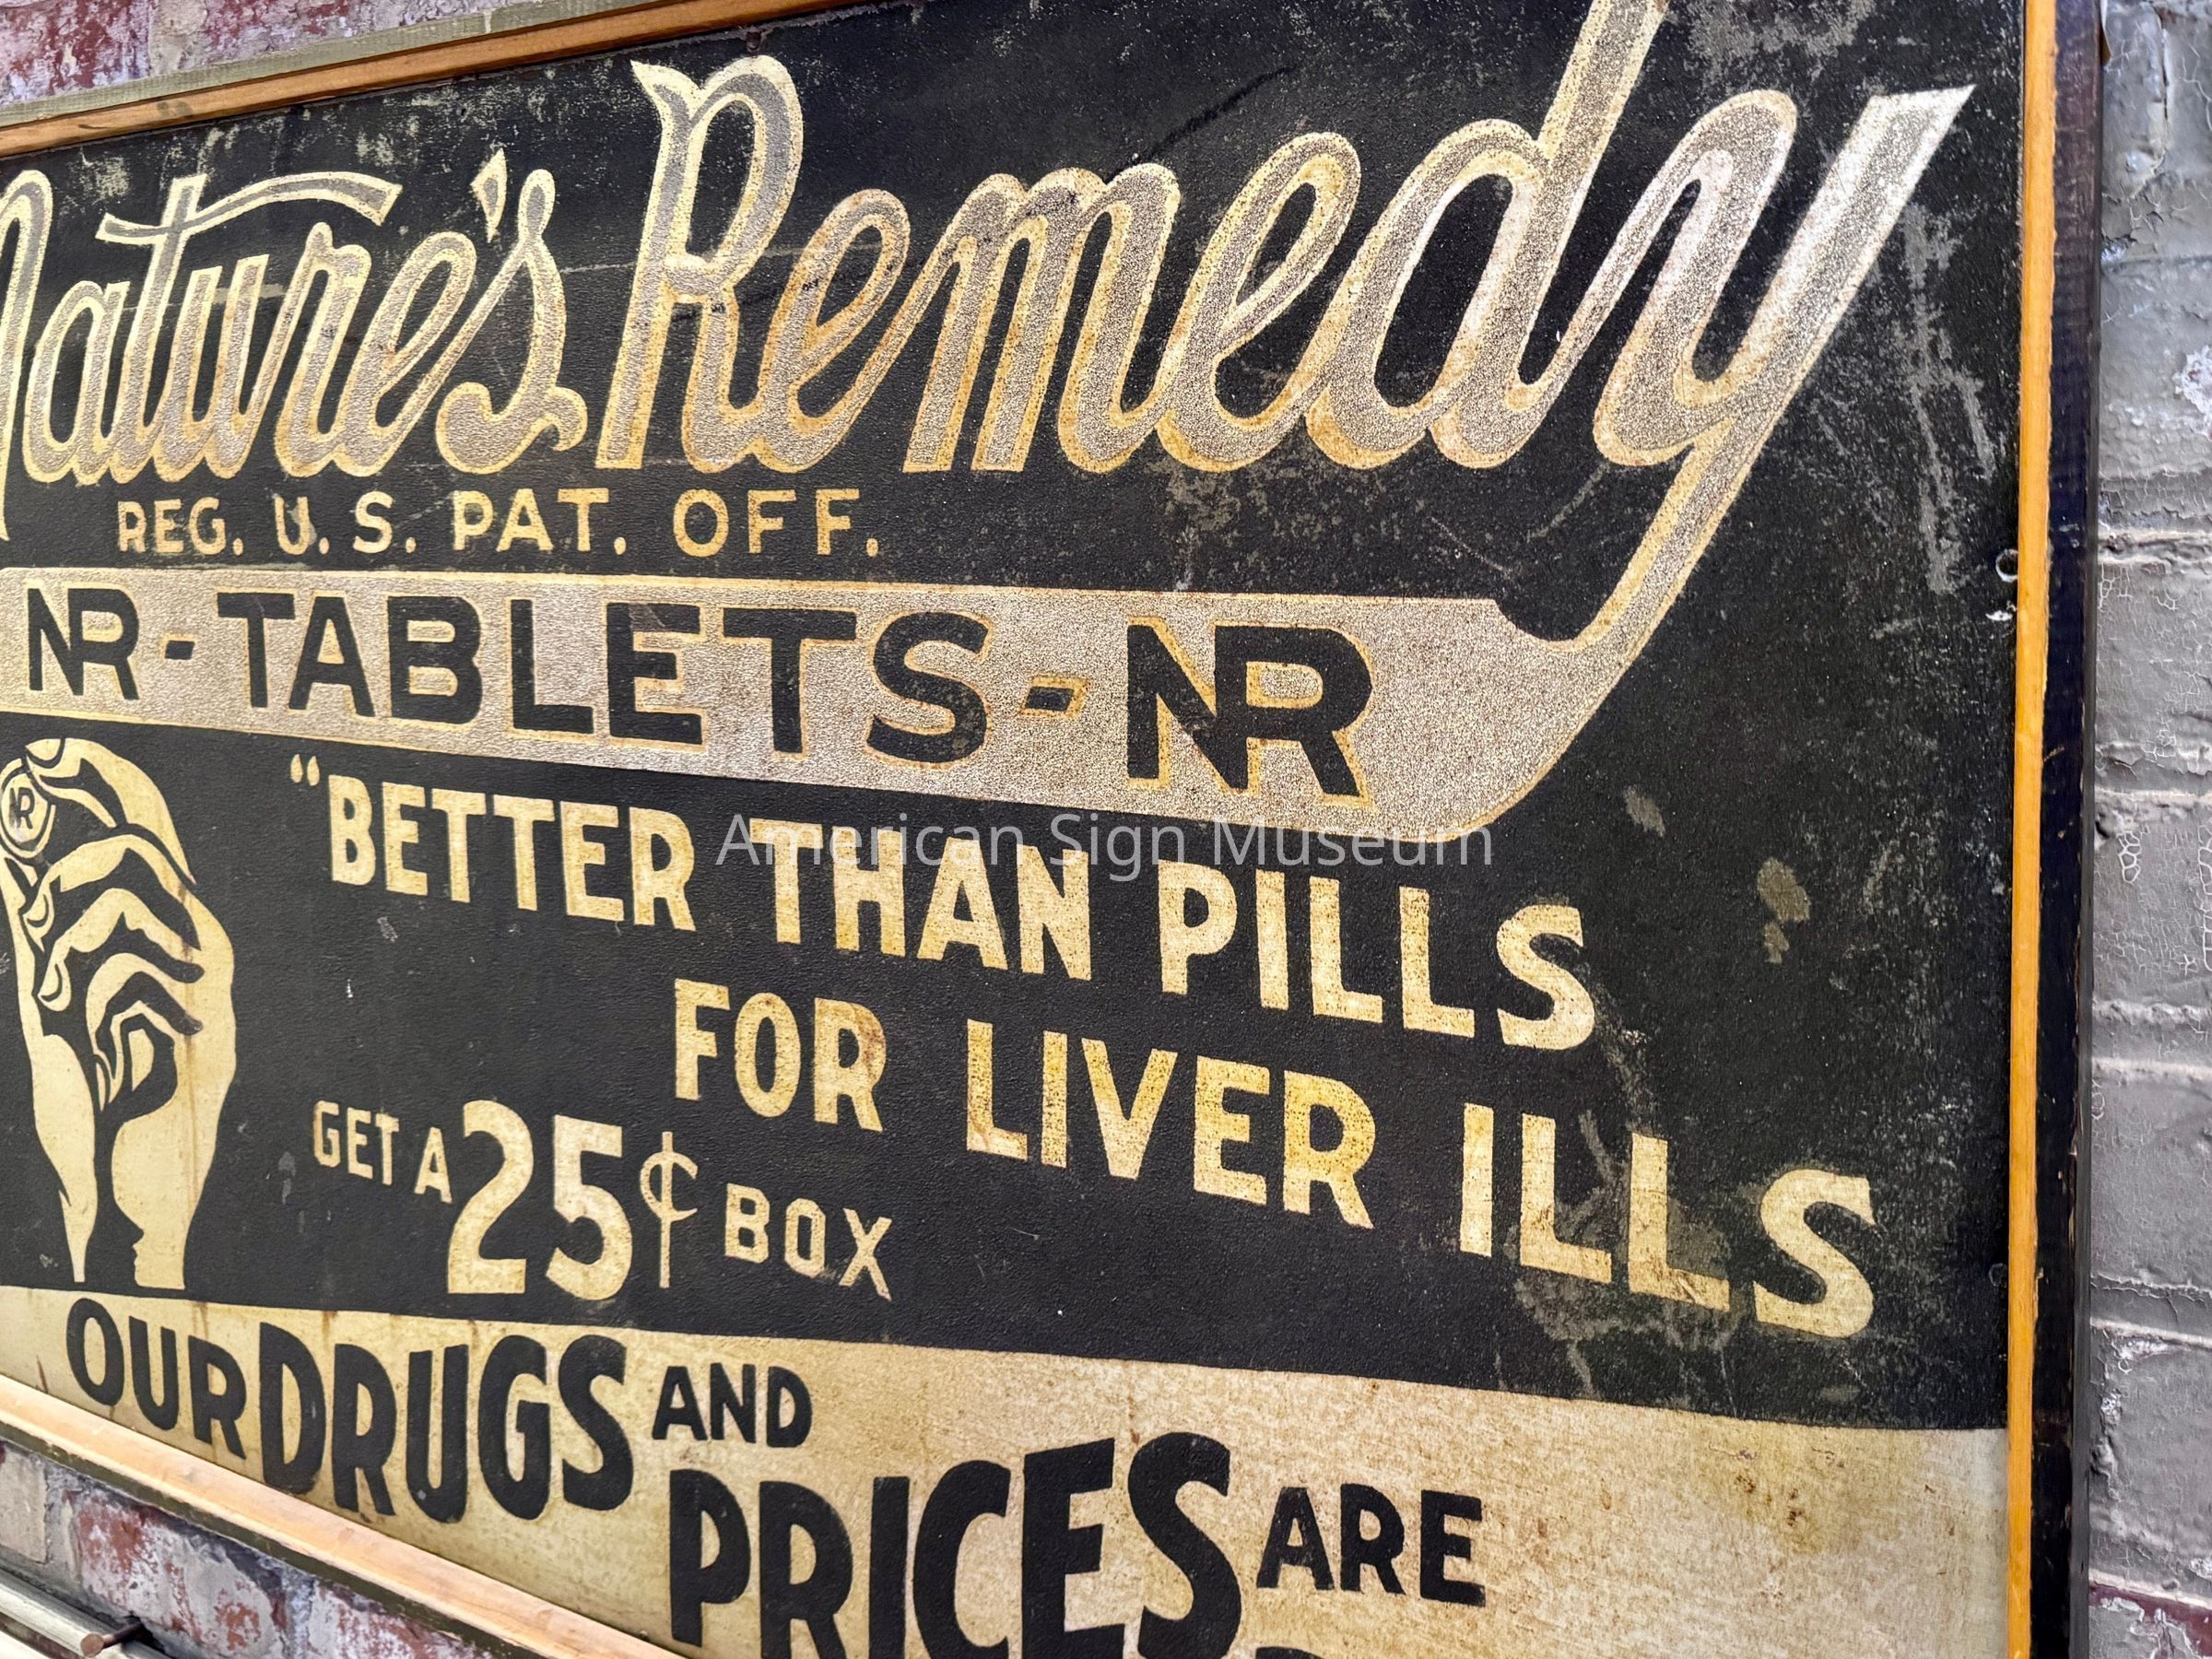 Nature's Remedy
REG. U.S. PAT. OFF.
NR - TABLETS - NR
NR
"BETTER THAN PILLS
FOR LIVER ILLS
GET A 25¢ BOX
American Sign Museum
OUR DRUGS AND
PRICES ARE